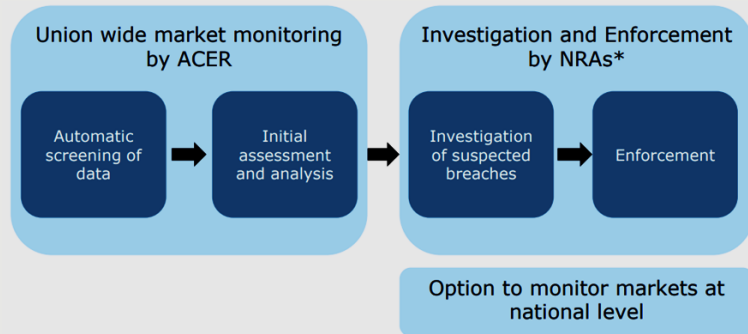 Union wide market monitoring
by ACER
Automatic
screening of
data
Initial
assessment
and analysis
Investigation and Enforcement
by NRAs*
Investigation
of suspected
breaches
Enforcement
Option to monitor markets at
national level